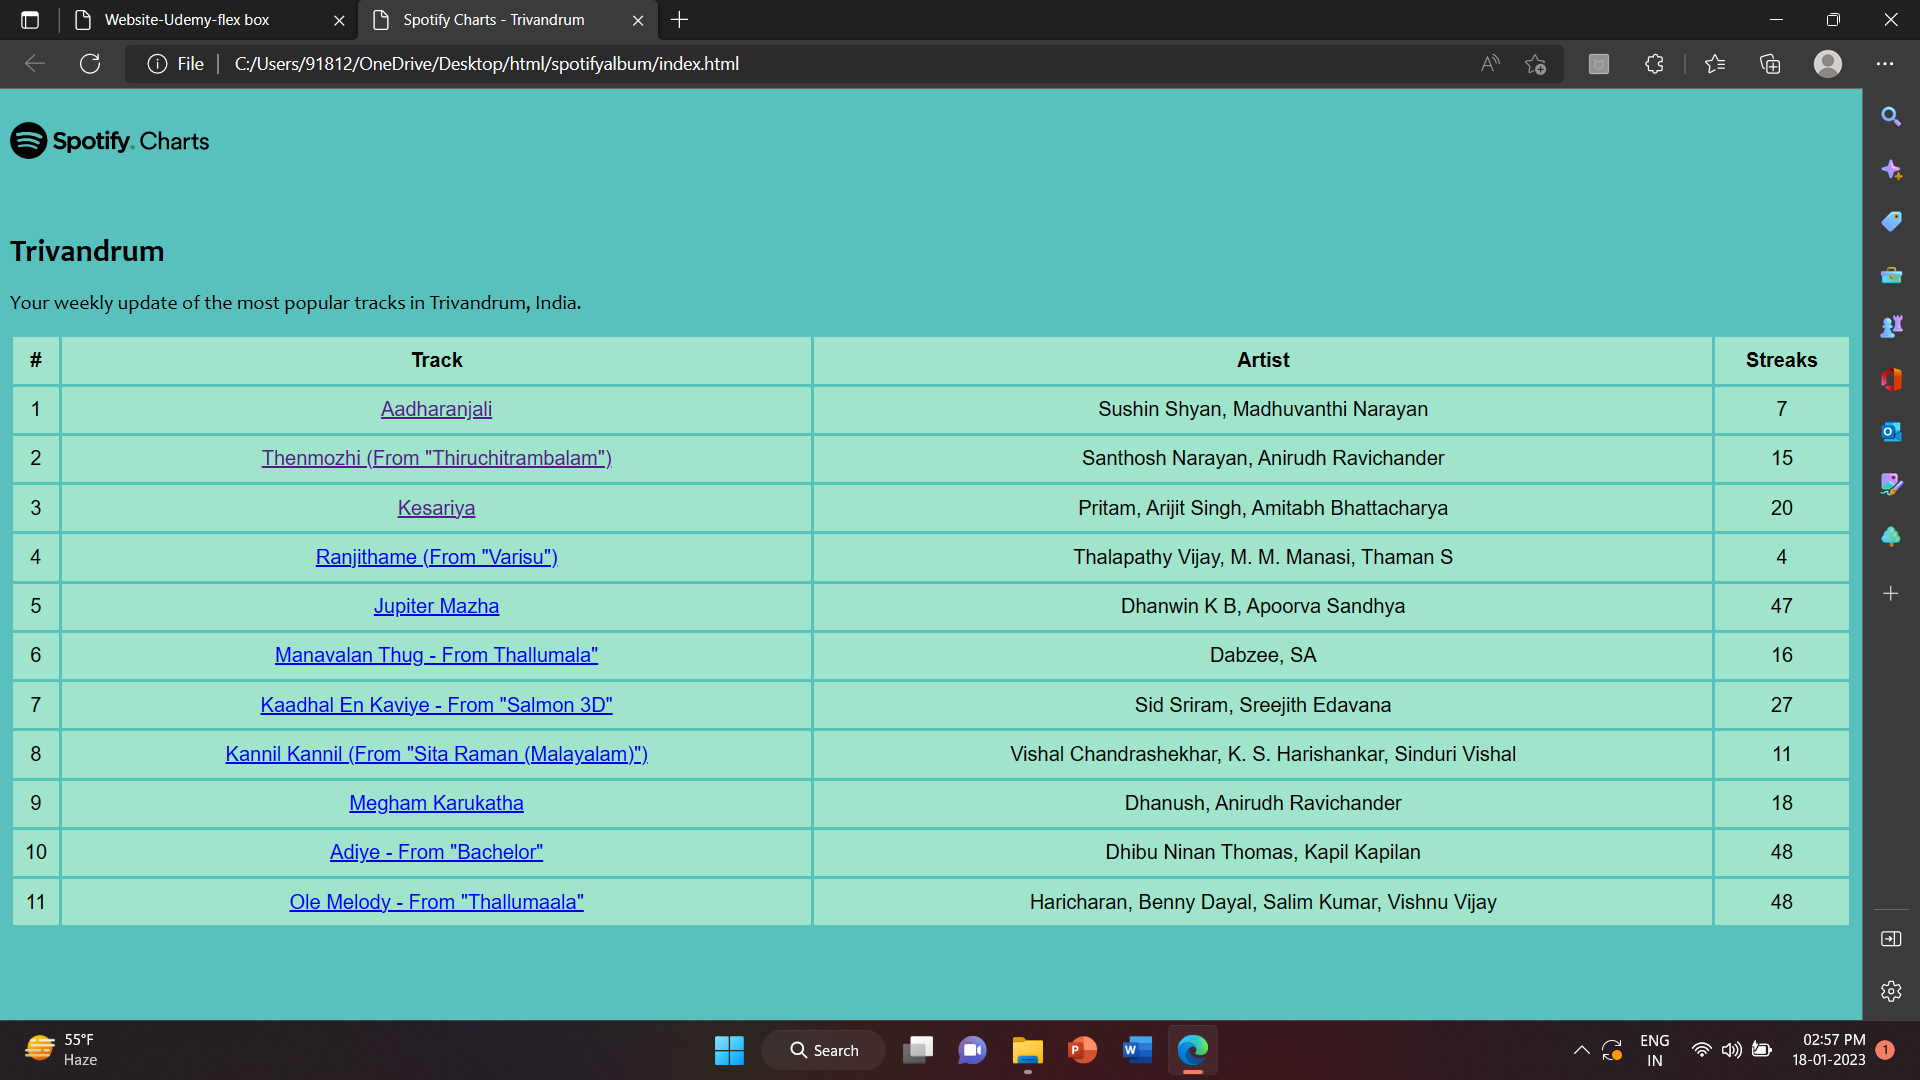 Website-Udemy-flex box
Spotify Charts - Trivandrum
File
C:/Users/91812/OneDrive/Desktop/html/spotifyalbum/index.html
Spotify Charts
Trivandrum
Your weekly update of the most popular tracks in Trivandrum, India.
# Track Artist Streaks
1 Aadharanjali Sushin Shyan, Madhuvanthi Narayan 7
2 Thenmozhi (From "Thiruchitrambalam") Santhosh Narayan, Anirudh Ravichander 15
3 Kesariya Pritam, Arijit Singh, Amitabh Bhattacharya 20
4 Ranjithame (From "Varisu") Thalapathy Vijay, M. M. Manasi, Thaman S 4
5 Jupiter Mazha Dhanwin K B, Apoorva Sandhya 47
6 Manavalan Thug - From Thallumala" Dabzee, SA 16
7 Kaadhal En Kaviye - From "Salmon 3D" Sid Sriram, Sreejith Edavana 27
8 Kannil Kannil (From "Sita Raman (Malayalam)") Vishal Chandrashekhar, K. S. Harishankar, Sinduri Vishal 11
9 Megham Karukatha Dhanush, Anirudh Ravichander 18
10 Adiye - From "Bachelor" Dhibu Ninan Thomas, Kapil Kapilan 48
11 Ole Melody - From "Thallumaala" Haricharan, Benny Dayal, Salim Kumar, Vishnu Vijay 48
55°F
Haze
Search
ENG
IN
02:57 PM
18-01-2023
1